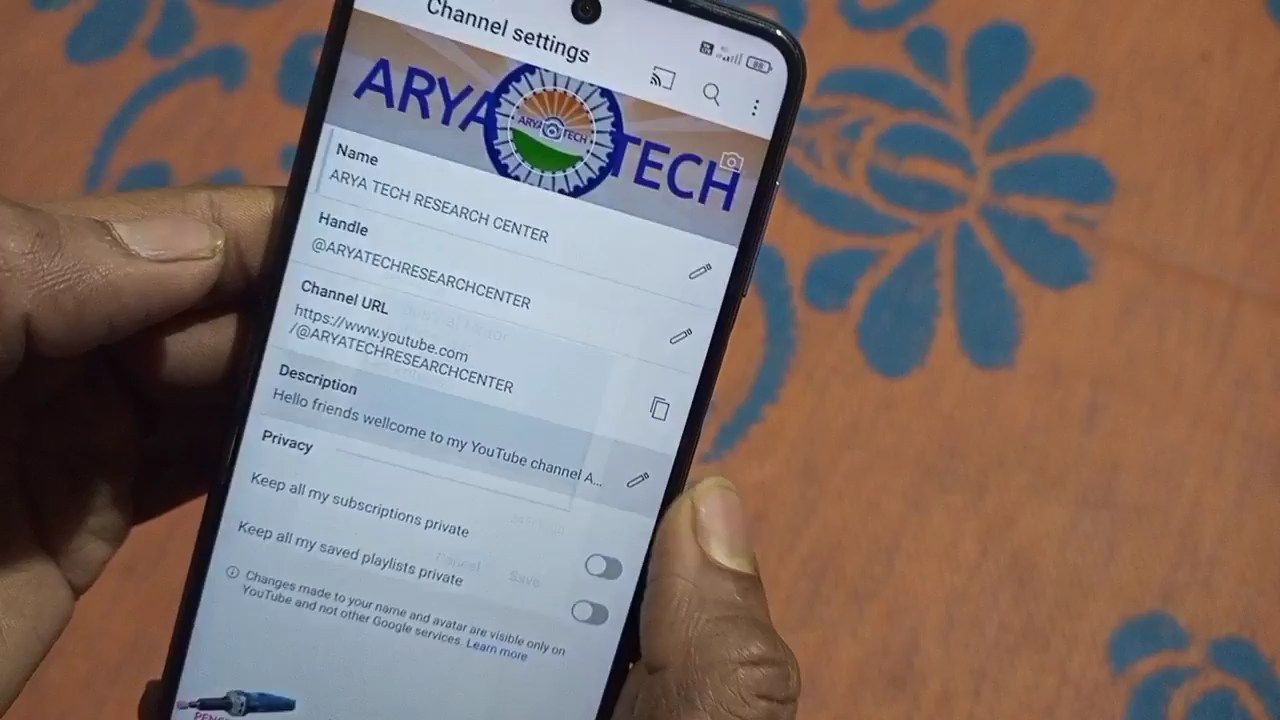 Channel settings
ARYA TECH
ARYA TECH
Name
ARYA TECH RESEARCH CENTER
Handle
@ARYATECHRESEARCHCENTER
Channel URL
https://www.youtube.com
/@ARYATECHRESEARCHCENTER
Description
Hello friends wellcome to my YouTube channel A...
Privacy
Keep all my subscriptions private
Keep all my saved playlists private
Cancel Save
Changes made to your name and avatar are visible only on
YouTube and not other Google services. Learn more